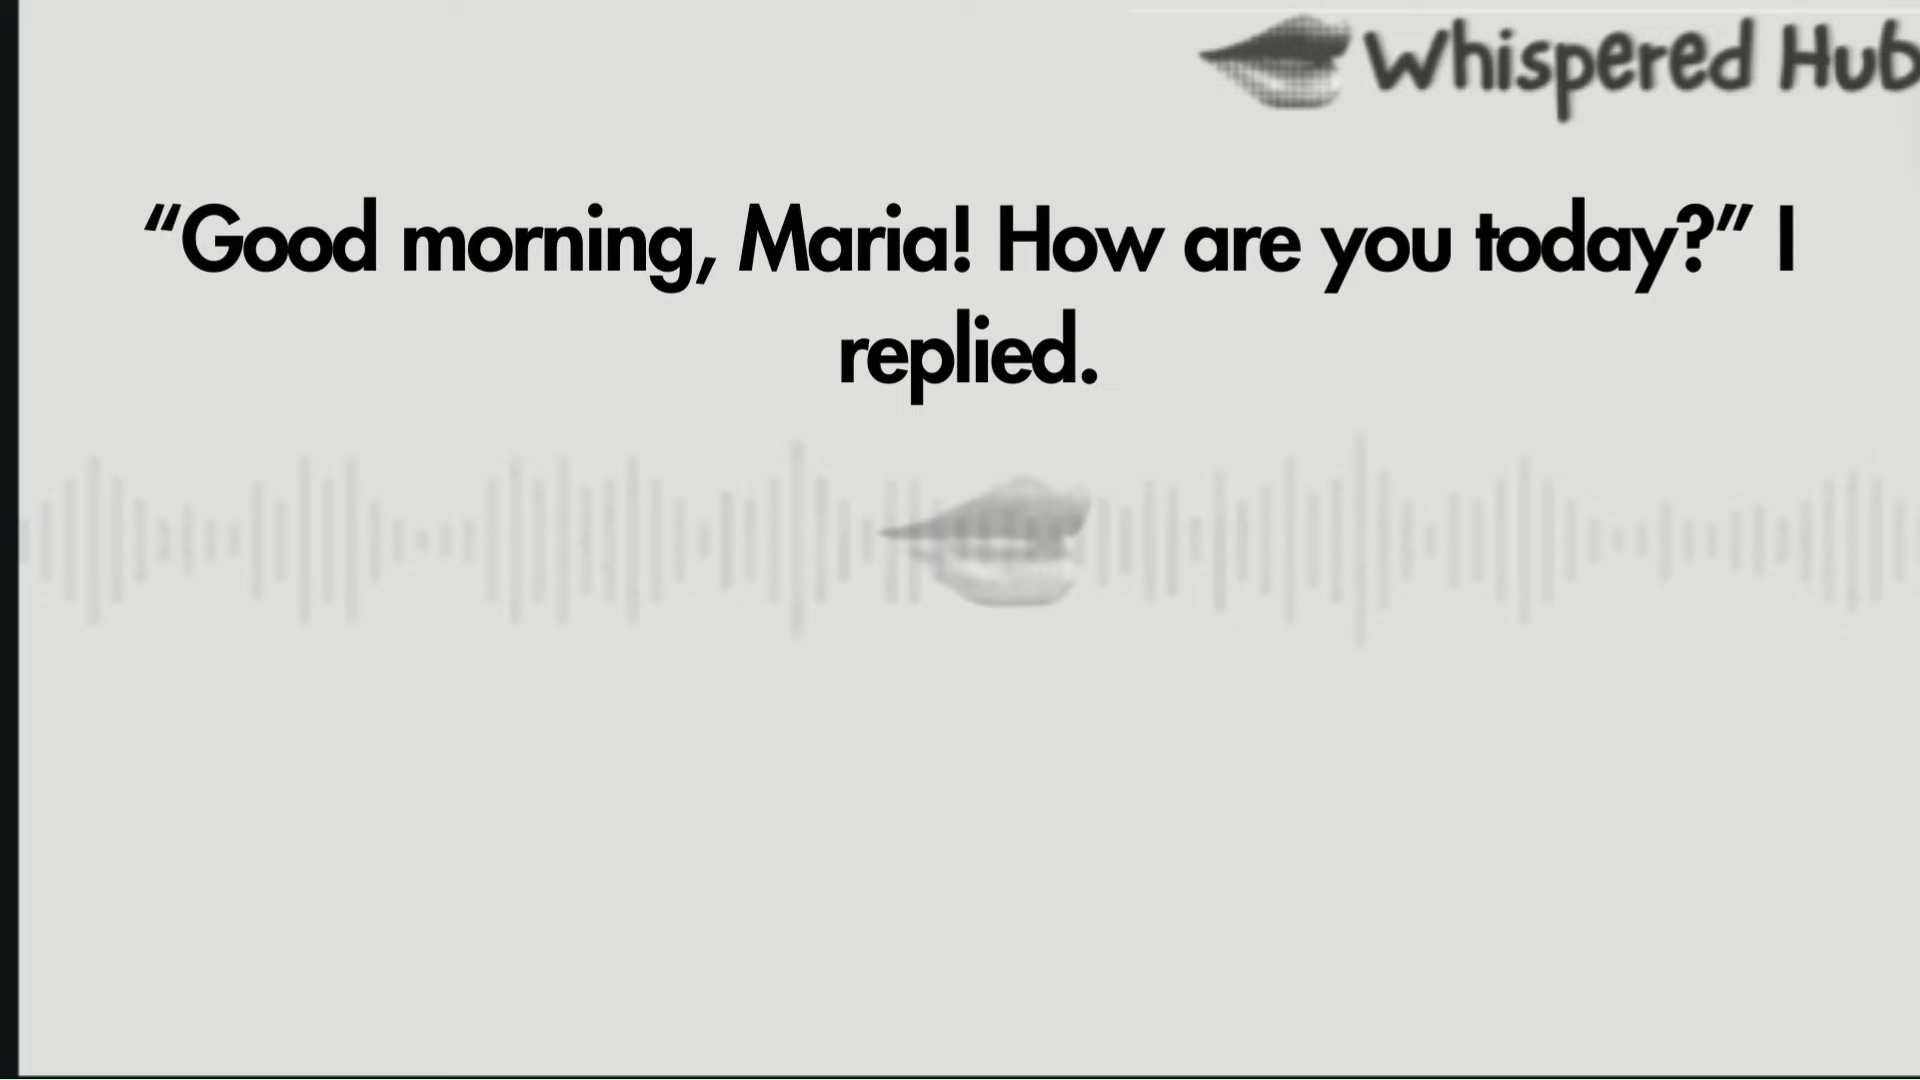 Whispered Hub
“Good morning, Maria! How are you today?” I
replied.